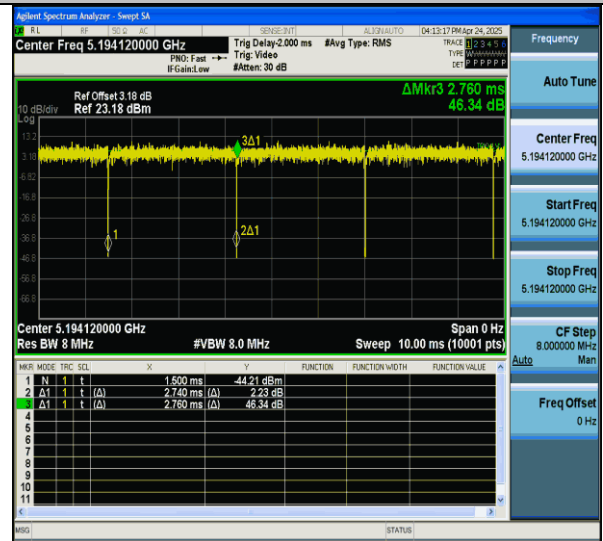 Agilent Spectrum Analyzer - Swept SA
RL RF 50 Ω AC SENSE:INT ALIGNAUTO 04:13:17 PM Apr 24, 2025
Center Freq 5.194120000 GHz
Trig Delay-2.000 ms #Avg Type: RMS
TRACE 1 2 3 4 5 6
PNO: Fast Trig: Video
TYPE
IFGain:Low #Atten: 30 dB
DET P P P P P P
ΔMkr3 2.760 ms
46.34 dB
Ref Offset 3.18 dB
10 dB/div Ref 23.18 dBm
Log
13.2
3.18
-6.82
-16.8
-26.8
-36.8
-46.8
-56.8
-66.8
3Δ1
1
2Δ1
Center 5.194120000 GHz Span 0 Hz
Res BW 8 MHz #VBW 8.0 MHz Sweep 10.00 ms (10001 pts)
MKR MODE TRC SCL X Y FUNCTION FUNCTION WIDTH FUNCTION VALUE
1 N 1 t 1.500 ms -44.21 dBm
2 Δ1 1 t (Δ) 2.740 ms (Δ) 2.23 dB
3 Δ1 1 t (Δ) 2.760 ms (Δ) 46.34 dB
4
5
6
7
8
9
10
11
MSG STATUS
Frequency
Auto Tune
Center Freq
5.194120000 GHz
Start Freq
5.194120000 GHz
Stop Freq
5.194120000 GHz
CF Step
8.000000 MHz
Auto Man
Freq Offset
0 Hz